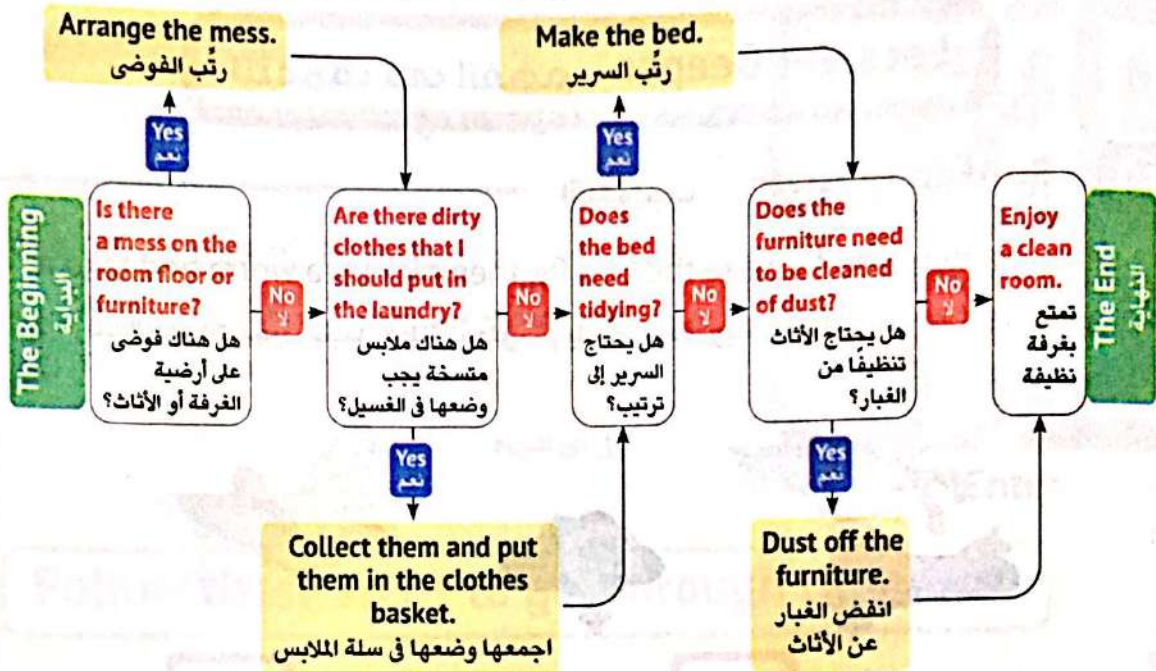 Arrange the mess.
رتِّب الفوضى
Make the bed.
رتِّب السرير
Yes
نعم
Yes
نعم
The Beginning
البداية
Is there
a mess on the
room floor or
furniture?
هل هناك فوضى
على أرضية
الغرفة أو الأثاث؟
No
لا
Are there dirty
clothes that I
should put in
the laundry?
هل هناك ملابس
متسخة يجب
وضعها فى الغسيل؟
No
لا
Does
the bed
need
tidying?
هل يحتاج
السرير إلى
ترتيب؟
No
لا
Does the
furniture need
to be cleaned
of dust?
هل يحتاج الأثاث
تنظيفًا من
الغبار؟
No
لا
Enjoy
a clean
room.
تمتع
بغرفة
نظيفة
The End
النهاية
Yes
نعم
Yes
نعم
Collect them and put
them in the clothes
basket.
اجمعها وضعها فى سلة الملابس
Dust off the
furniture.
انفض الغبار
عن الأثاث